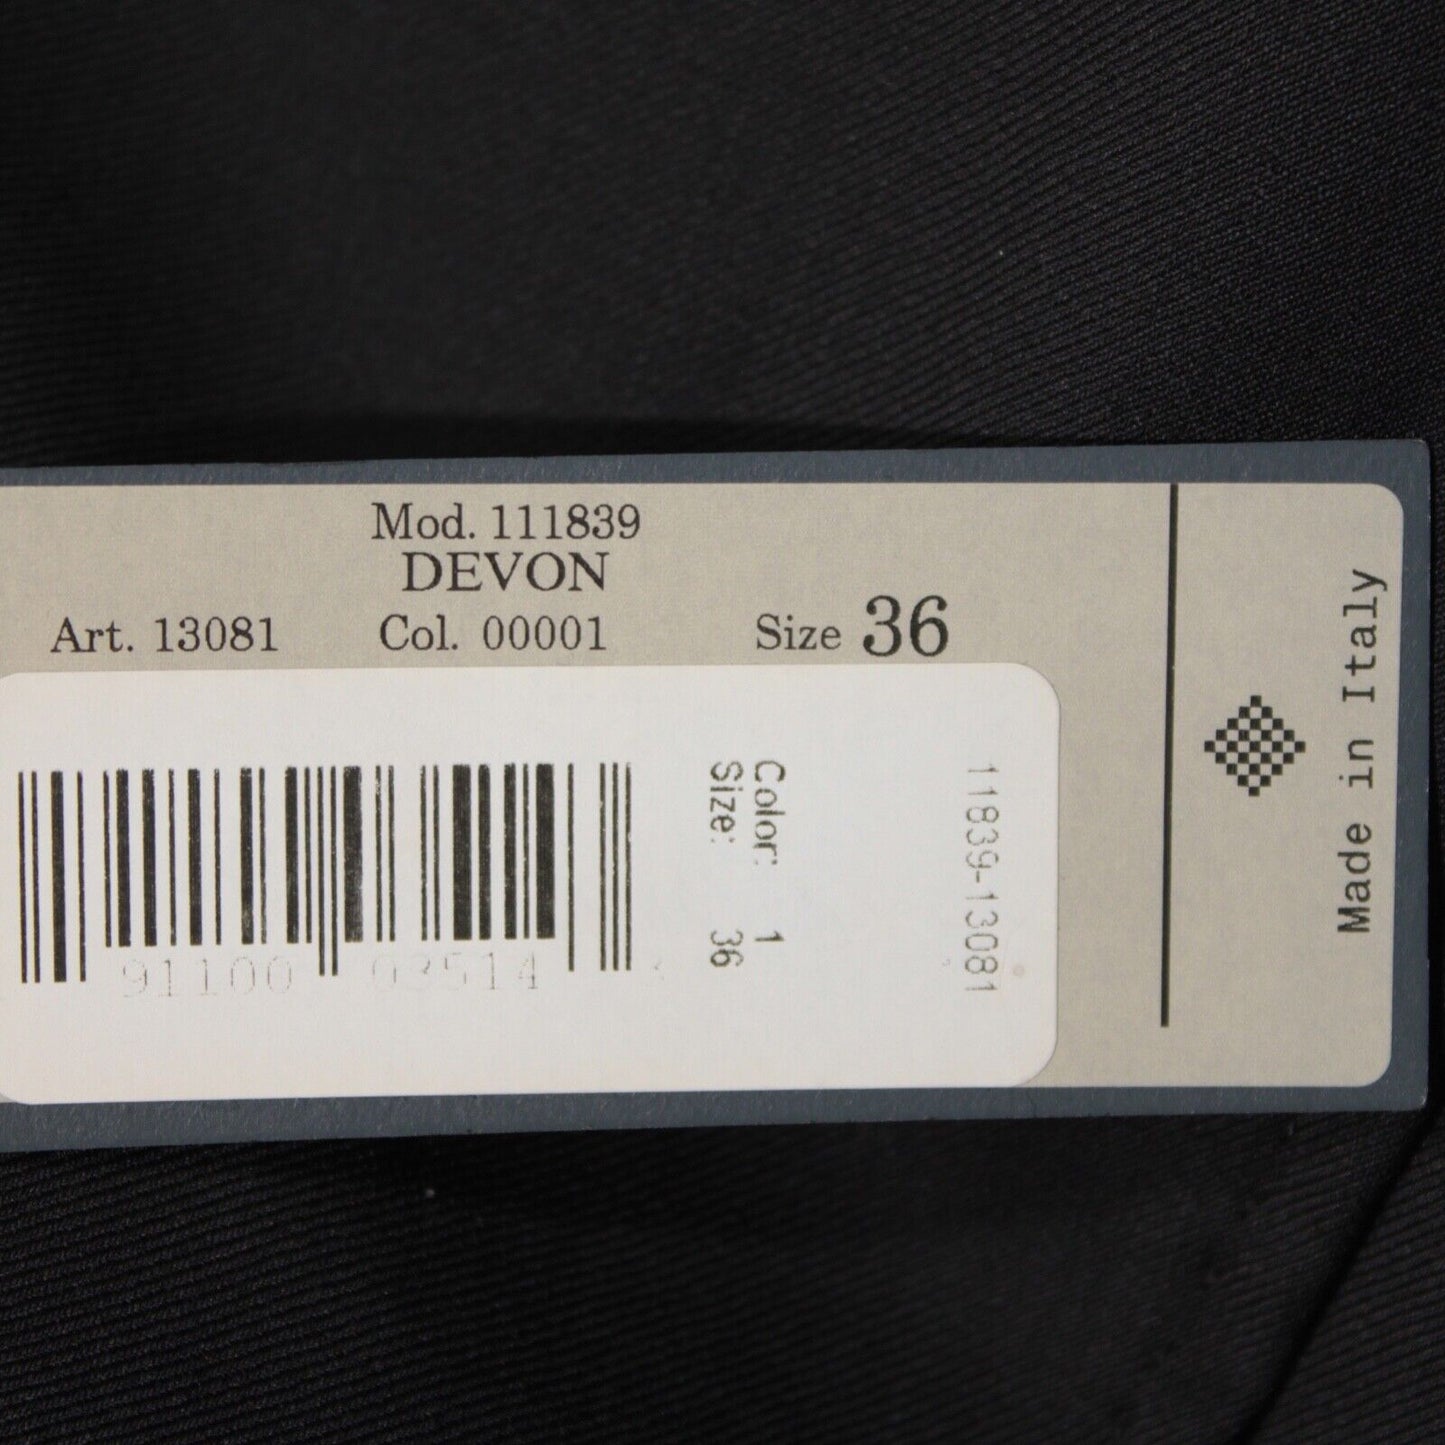 Mod. 111839
DEVON
Art. 13081 Col. 00001 Size 36
91100 03514
Color: 1
Size: 36
11839-13081
Made in Italy